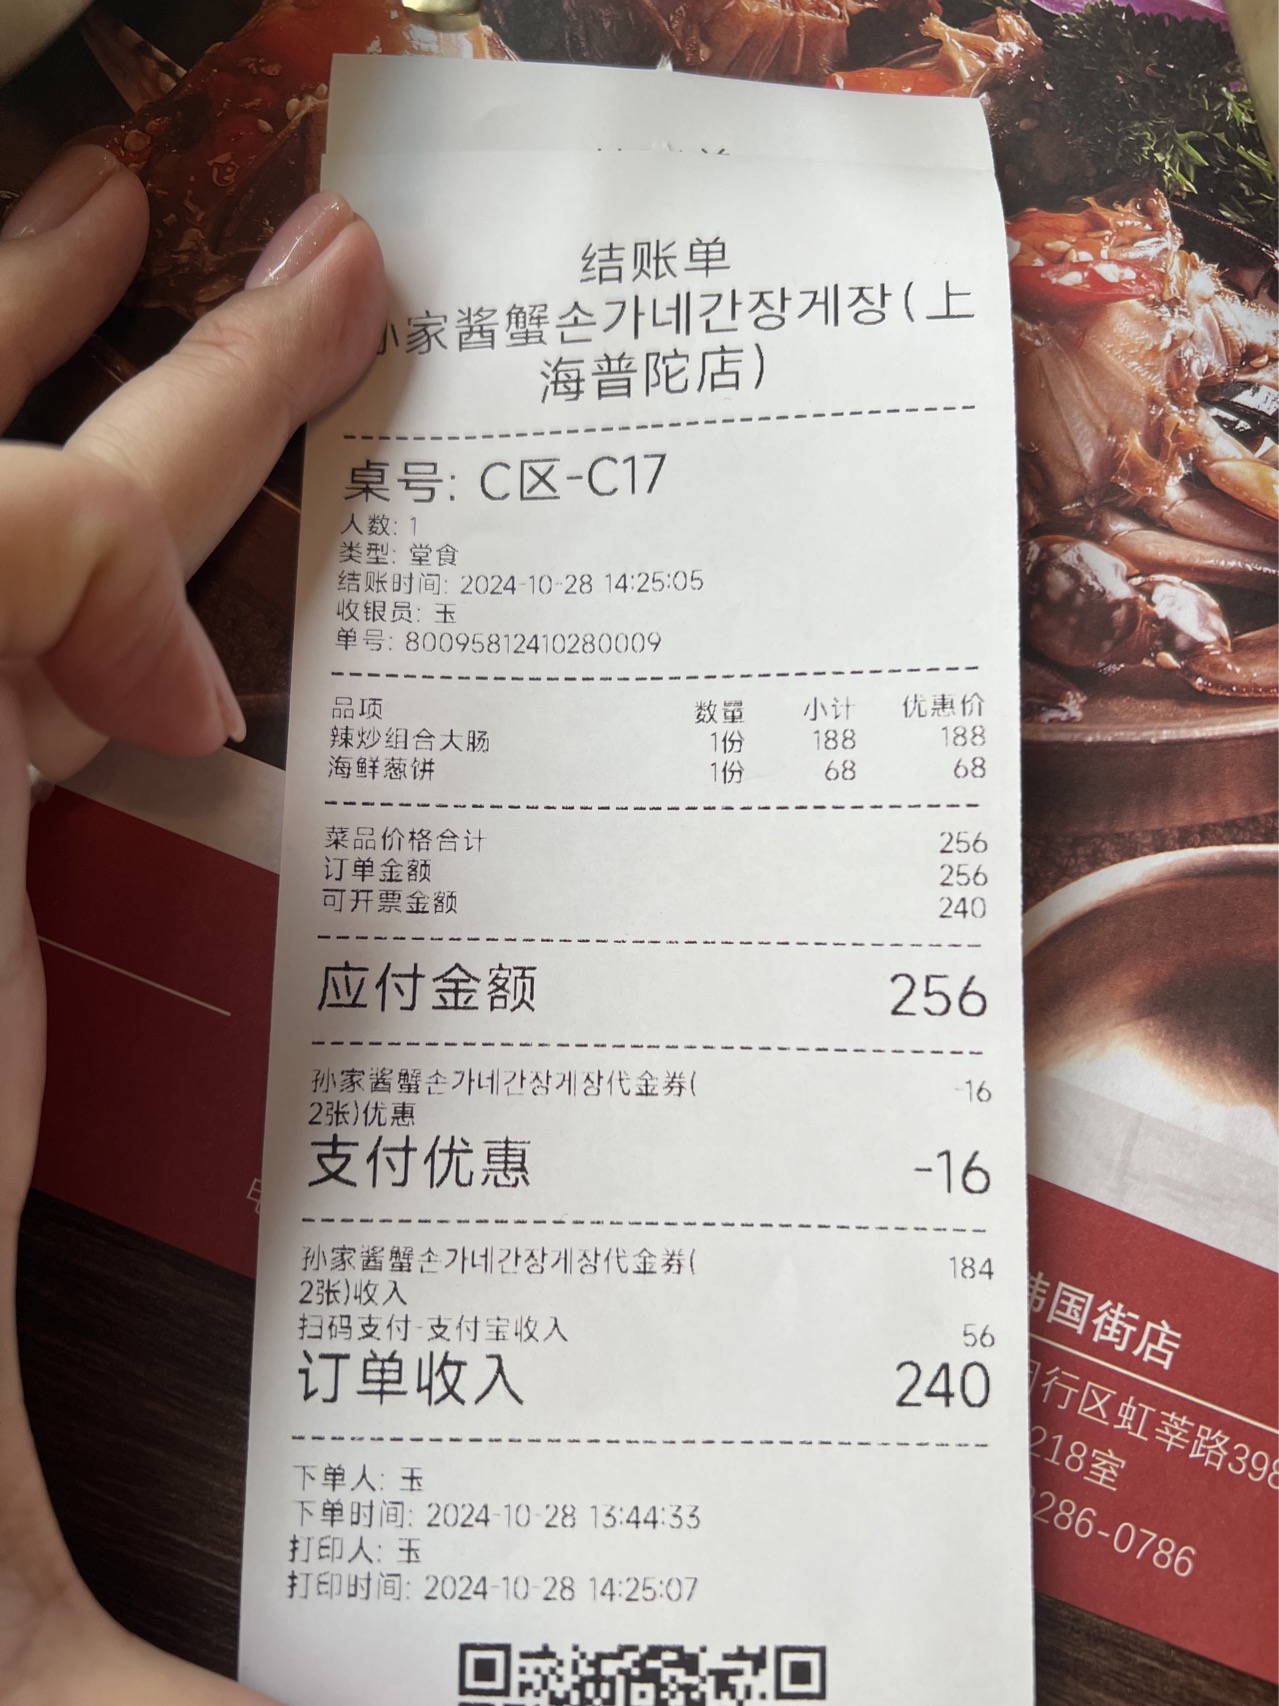 结账单
孙家酱蟹손가네간장게장(上
海普陀店)
桌号: C区-C17
人数: 1
类型: 堂食
结账时间: 2024-10-28 14:25:05
收银员: 玉
单号: 80095812410280009
品项 数量 小计 优惠价
辣炒组合大肠 1份 188 188
海鲜葱饼 1份 68 68
菜品价格合计 256
订单金额 256
可开票金额 240
应付金额 256
孙家酱蟹손가네간장게장代金券( -16
2张)优惠
支付优惠 -16
孙家酱蟹손가네간장게장代金券( 184
2张)收入
扫码支付-支付宝收入 56
订单收入 240
下单人: 玉
下单时间: 2024-10-28 13:44:33
打印人: 玉
打印时间: 2024-10-28 14:25:07
韩国街店
闵行区虹莘路398
218室
286-0786